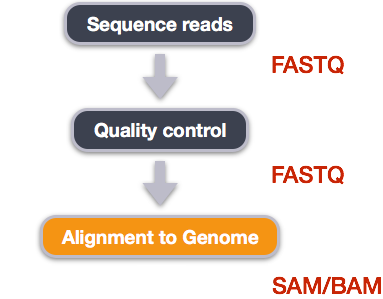 Sequence reads
FASTQ
Quality control
FASTQ
Alignment to Genome
SAM/BAM